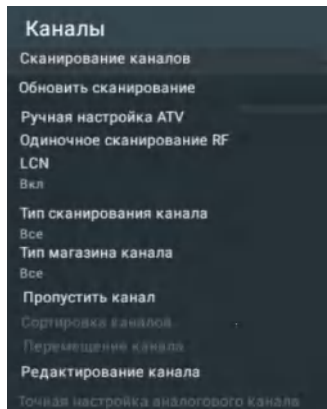 Каналы
Сканирование каналов
Обновить сканирование
Ручная настройка ATV
Одиночное сканирование RF
LCN
Вкл
Тип сканирования канала
Все
Тип магазина канала
Все
Пропустить канал
Сортировка каналов
Перемещение канала
Редактирование канала
Точная настройка аналогового канала